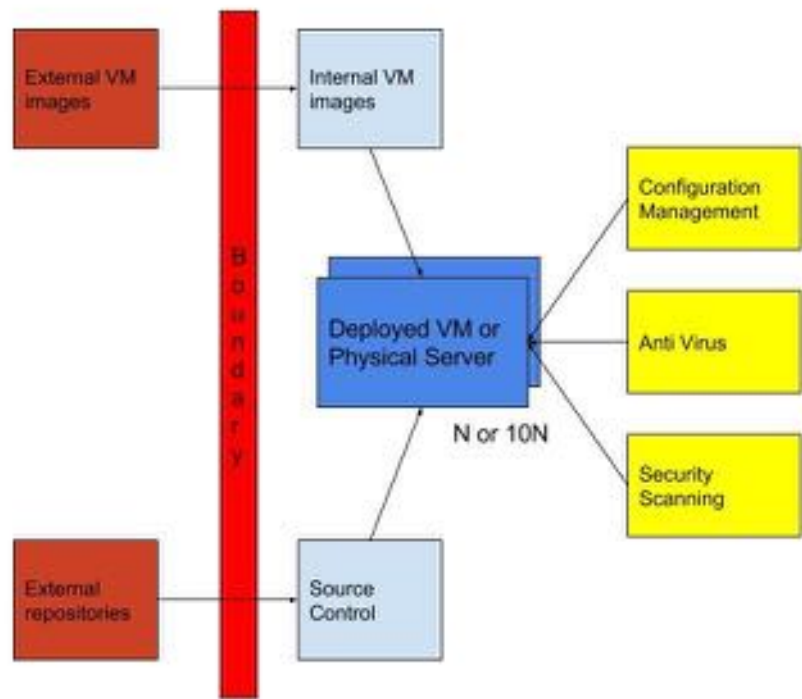 External VM
images
Internal VM
images
Configuration
Management
Boundary
Deployed VM or
Physical Server
Anti Virus
N or 10N
Security
Scanning
External
repositories
Source
Control